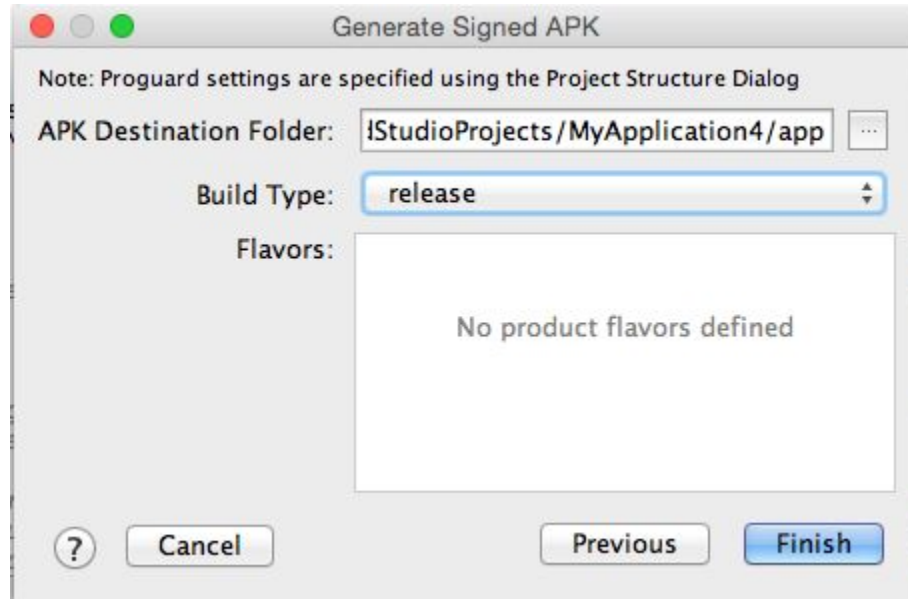 Generate Signed APK
Note: Proguard settings are specified using the Project Structure Dialog
APK Destination Folder: dStudioProjects/MyApplication4/app ...
Build Type: release
Flavors:
No product flavors defined
? Cancel Previous Finish